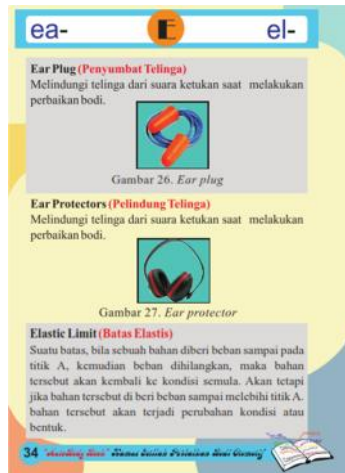 ea-
E
el-
Ear Plug (Penyumbat Telinga)
Melindungi telinga dari suara ketukan saat melakukan
perbaikan bodi.
Gambar 26. Ear plug
Ear Protectors (Pelindung Telinga)
Melindungi telinga dari suara ketukan saat melakukan
perbaikan bodi.
Gambar 27. Ear protector
Elastic Limit (Batas Elastis)
Suatu batas, bila sebuah bahan diberi beban sampai pada
titik A, kemudian beban dihilangkan, maka bahan
tersebut akan kembali ke kondisi semula. Akan tetapi
jika bahan tersebut di beri beban sampai melebihi titik A.
bahan tersebut akan terjadi perubahan kondisi atau
bentuk.
34